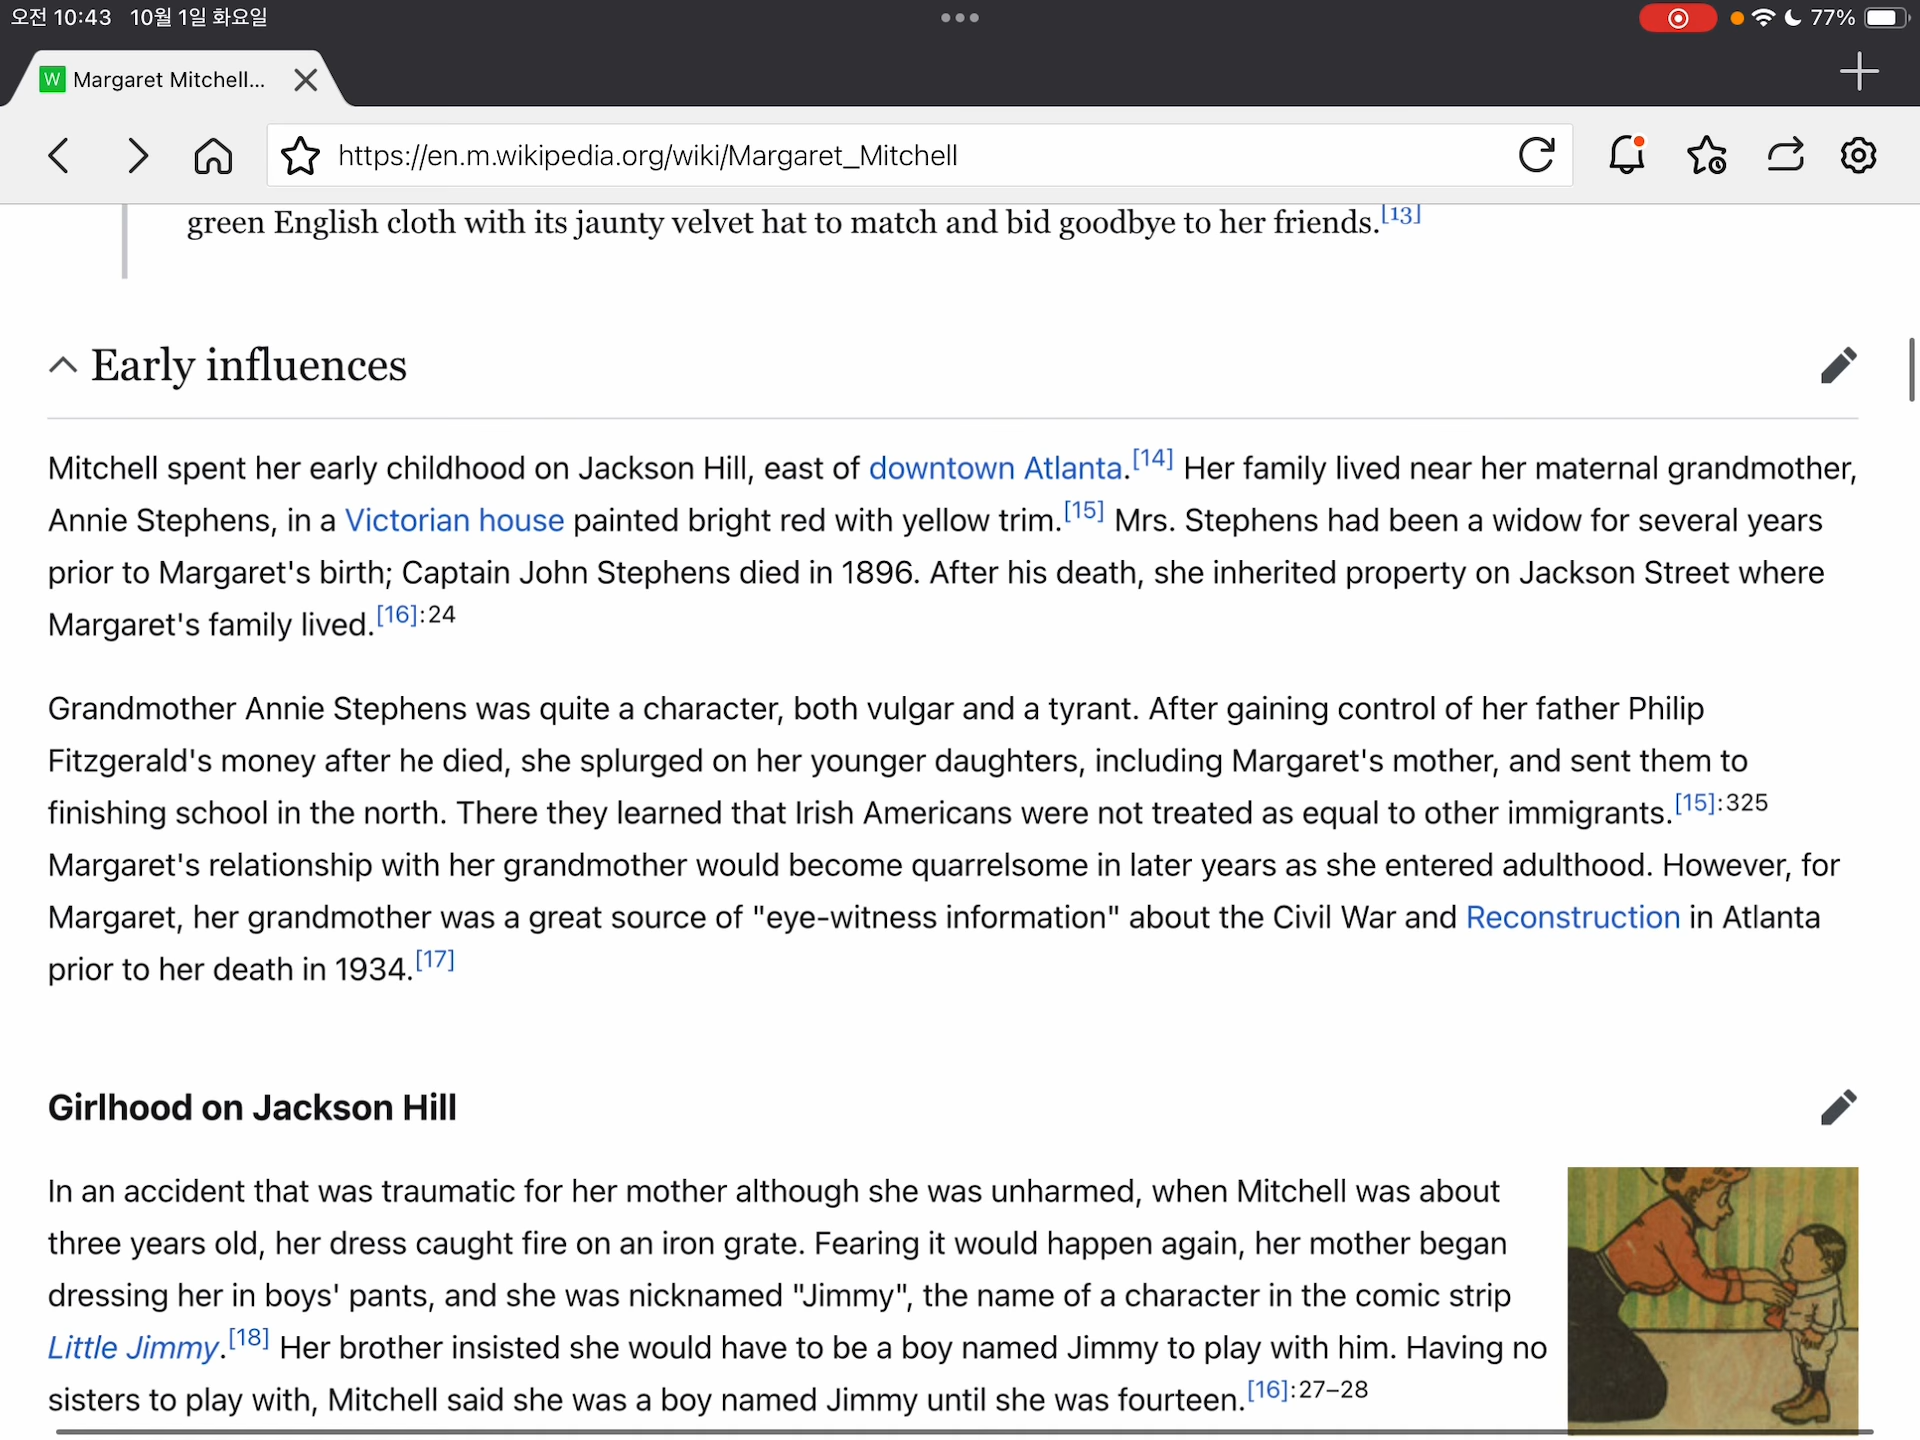 오전 10:43 10월 1일 화요일
77%
W Margaret Mitchell...
https://en.m.wikipedia.org/wiki/Margaret_Mitchell
green English cloth with its jaunty velvet hat to match and bid goodbye to her friends.[13]
Early influences
Mitchell spent her early childhood on Jackson Hill, east of downtown Atlanta.[14] Her family lived near her maternal grandmother,
Annie Stephens, in a Victorian house painted bright red with yellow trim.[15] Mrs. Stephens had been a widow for several years
prior to Margaret's birth; Captain John Stephens died in 1896. After his death, she inherited property on Jackson Street where
Margaret's family lived.[16]:24
Grandmother Annie Stephens was quite a character, both vulgar and a tyrant. After gaining control of her father Philip
Fitzgerald's money after he died, she splurged on her younger daughters, including Margaret's mother, and sent them to
finishing school in the north. There they learned that Irish Americans were not treated as equal to other immigrants.[15]:325
Margaret's relationship with her grandmother would become quarrelsome in later years as she entered adulthood. However, for
Margaret, her grandmother was a great source of "eye-witness information" about the Civil War and Reconstruction in Atlanta
prior to her death in 1934.[17]
Girlhood on Jackson Hill
In an accident that was traumatic for her mother although she was unharmed, when Mitchell was about
three years old, her dress caught fire on an iron grate. Fearing it would happen again, her mother began
dressing her in boys' pants, and she was nicknamed "Jimmy", the name of a character in the comic strip
Little Jimmy.[18] Her brother insisted she would have to be a boy named Jimmy to play with him. Having no
sisters to play with, Mitchell said she was a boy named Jimmy until she was fourteen.[16]:27–28